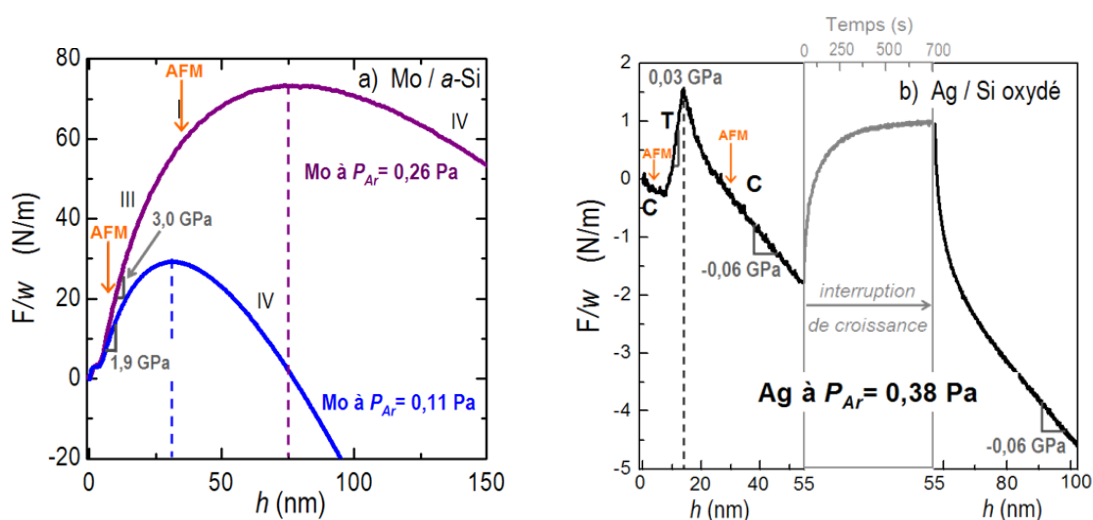 80
60
40
20
0
-20
F/w (N/m)
AFM
I
a) Mo / a-Si
IV
Mo à P_Ar = 0,26 Pa
III
3,0 GPa
AFM
IV
1,9 GPa
Mo à P_Ar = 0,11 Pa
0 50 100 150
h (nm)
Temps (s)
0 250 500 700
2
1
0
-1
-2
-3
-4
-5
F/w (N/m)
0,03 GPa
b) Ag / Si oxydé
T
AFM
AFM
C
C
-0,06 GPa
interruption
de croissance
Ag à P_Ar = 0,38 Pa
-0,06 GPa
0 20 40 55 55 80 100
h (nm) h (nm)